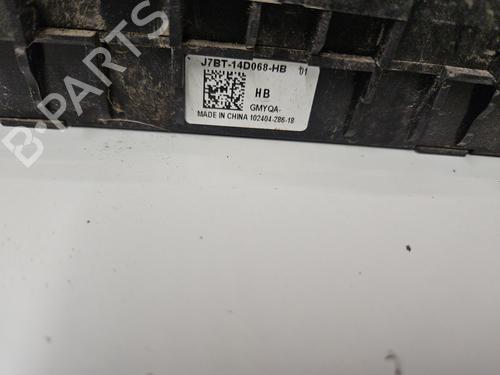 J7BT-14D068-HB 01
HB
GMYQA-
MADE IN CHINA 102404-286-18
B-PARTS